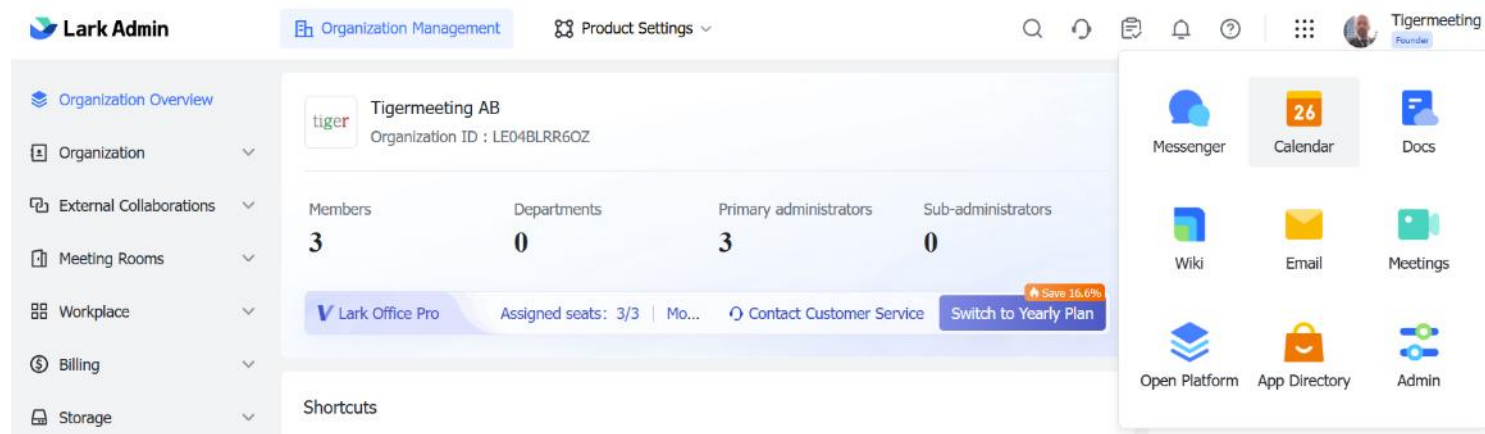 Lark Admin
Organization Management
Product Settings
Tigermeeting
Founder
Organization Overview
Organization
External Collaborations
Meeting Rooms
Workplace
Billing
Storage
tiger
Tigermeeting AB
Organization ID : LE04BLRR6OZ
Members
3
Departments
0
Primary administrators
3
Sub-administrators
0
Lark Office Pro
Assigned seats: 3/3 | Mo...
Contact Customer Service
Save 16.6%
Switch to Yearly Plan
Shortcuts
Messenger
26
Calendar
Docs
Wiki
Email
Meetings
Open Platform
App Directory
Admin